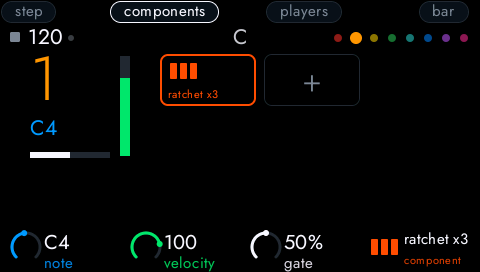 step components players bar
120 C
1
C4
ratchet x3
+
C4 100 50% ratchet x3
note velocity gate component